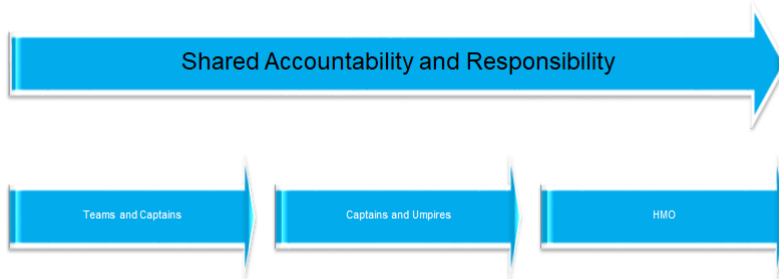 Shared Accountability and Responsibility
Teams and Captains
Captains and Umpires
HMO